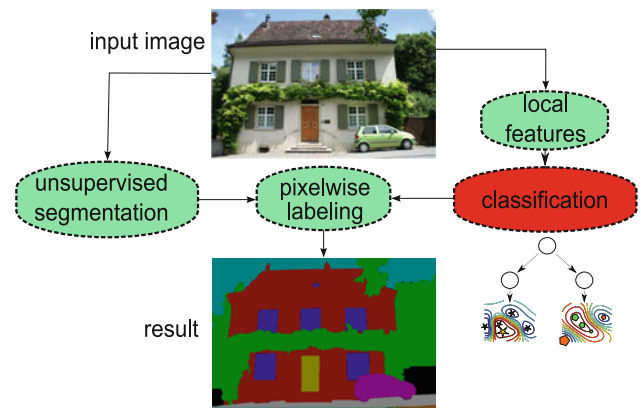 input image
local
features
unsupervised
segmentation
pixelwise
labeling
classification
result